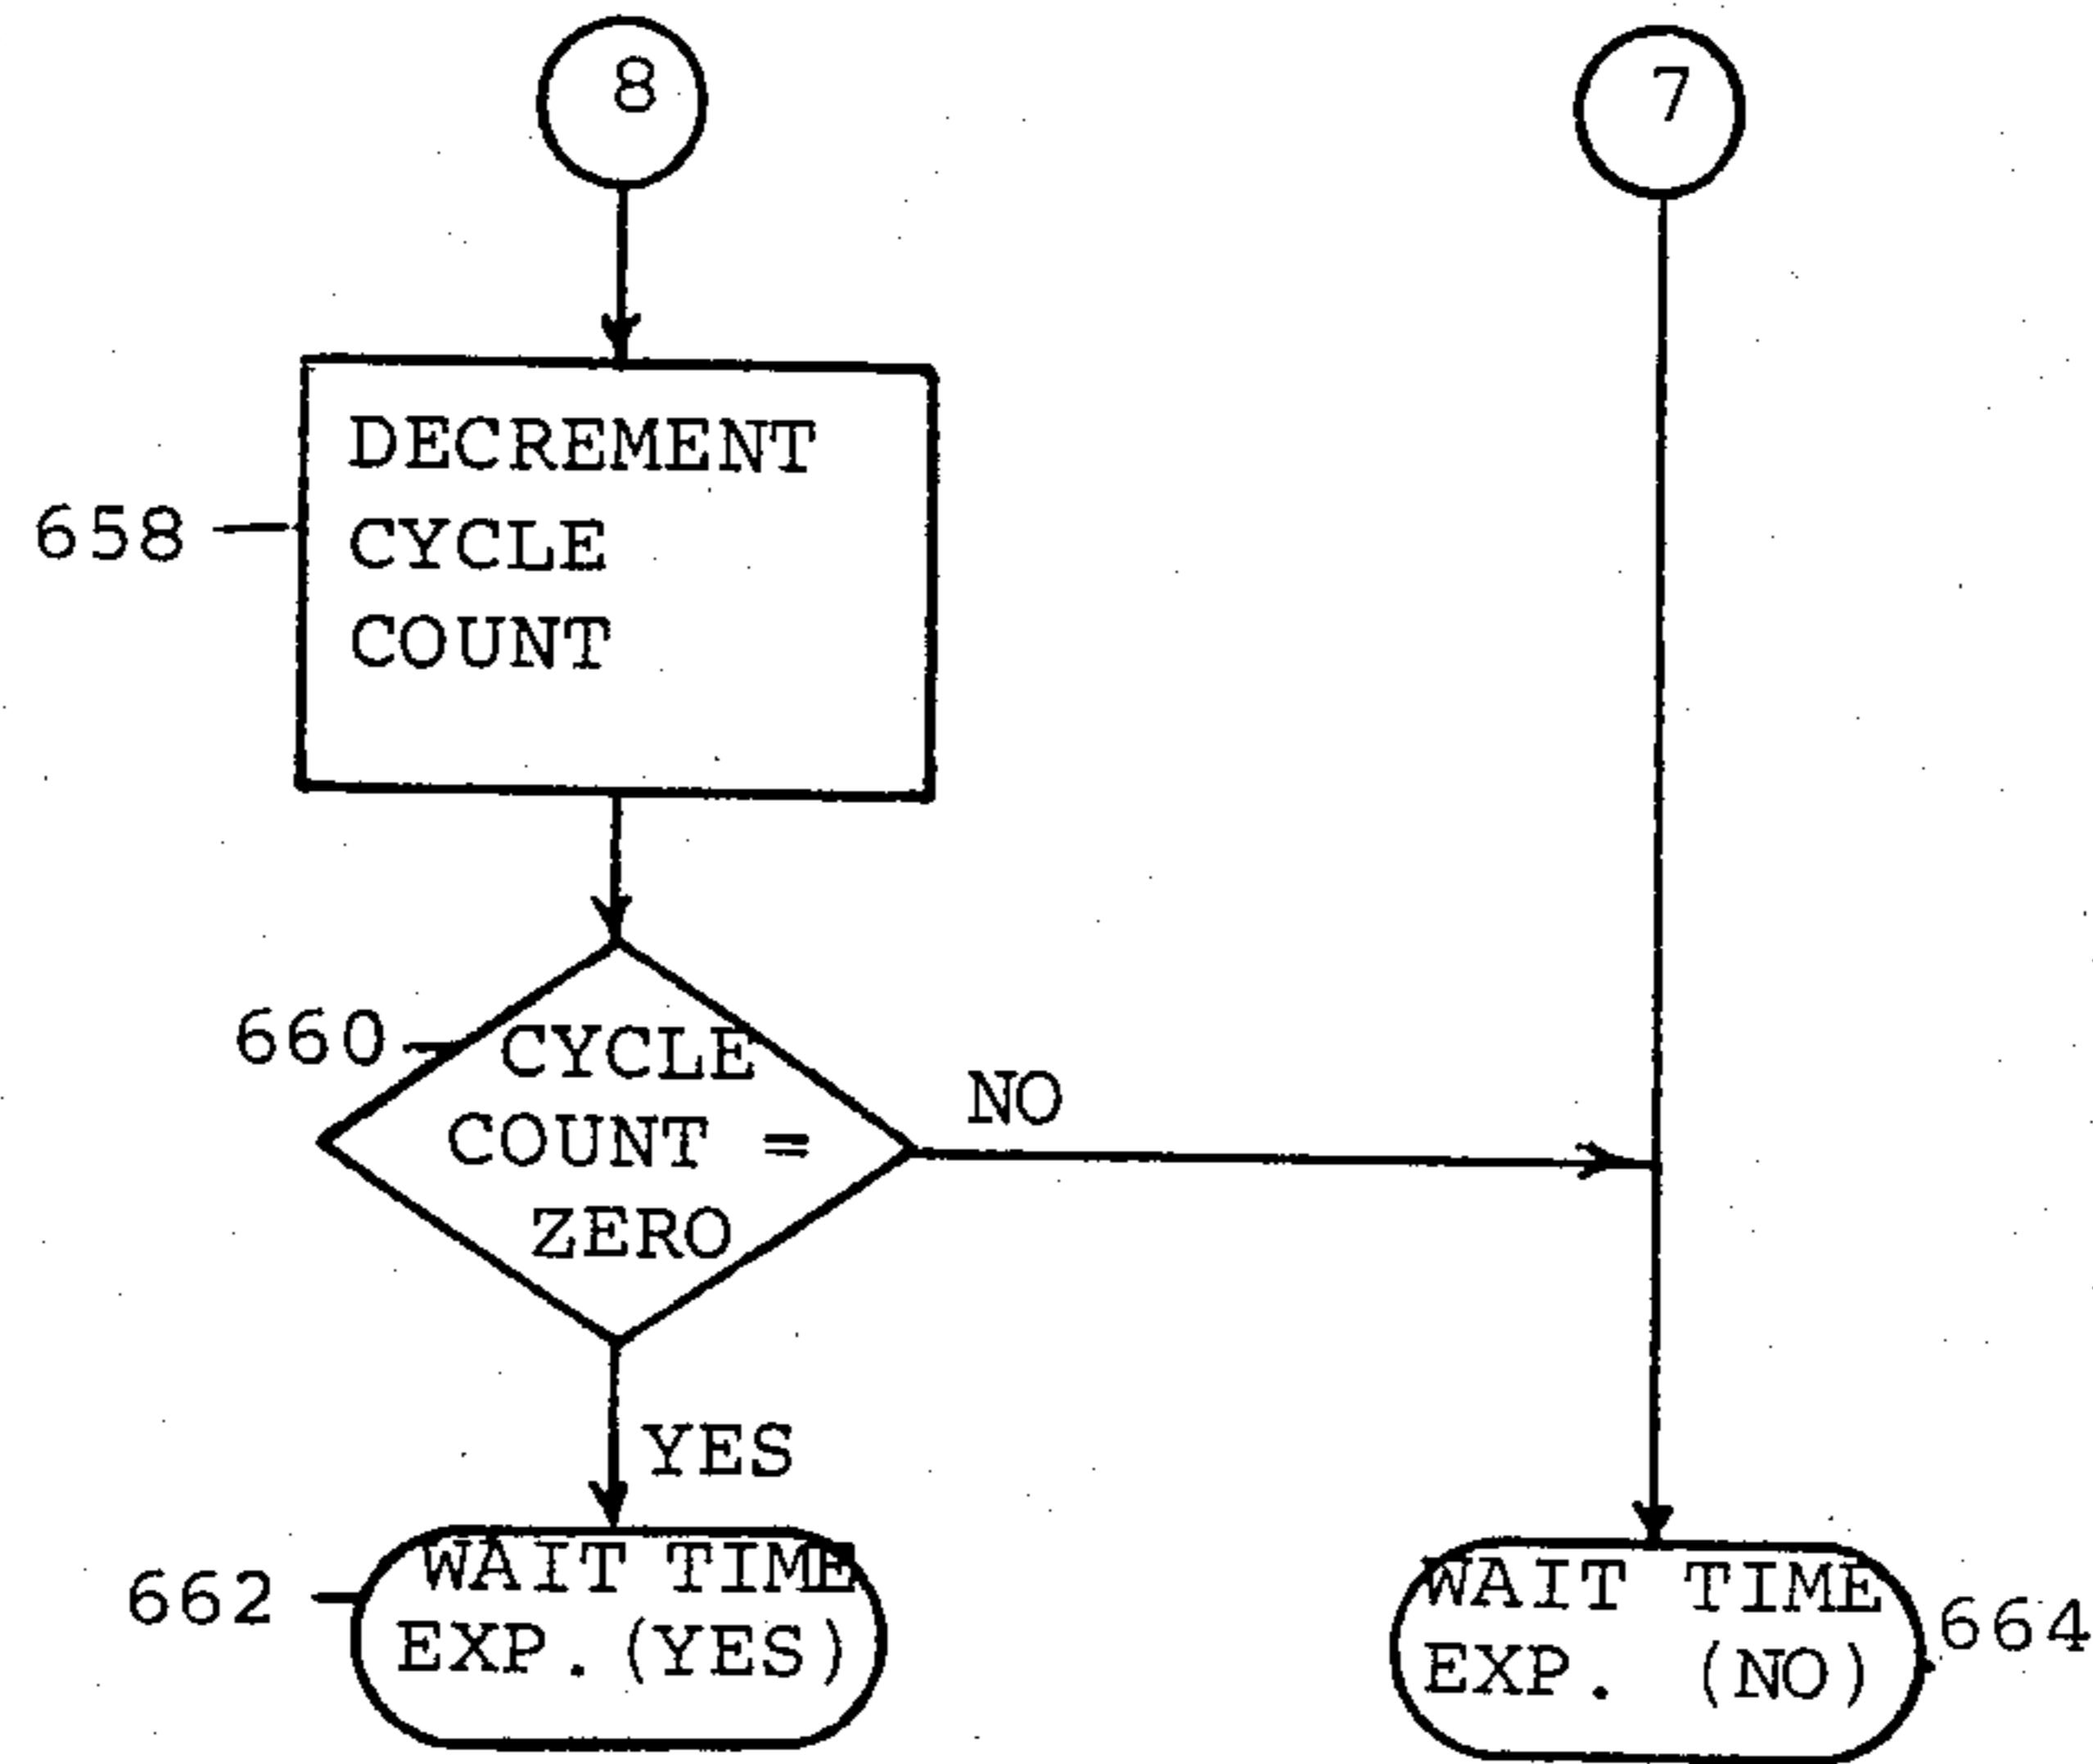 8
7
658
DECREMENT
CYCLE
COUNT
660
CYCLE
COUNT =
ZERO
NO
YES
662
WAIT TIME
EXP. (YES)
WAIT TIME
EXP. (NO)
664